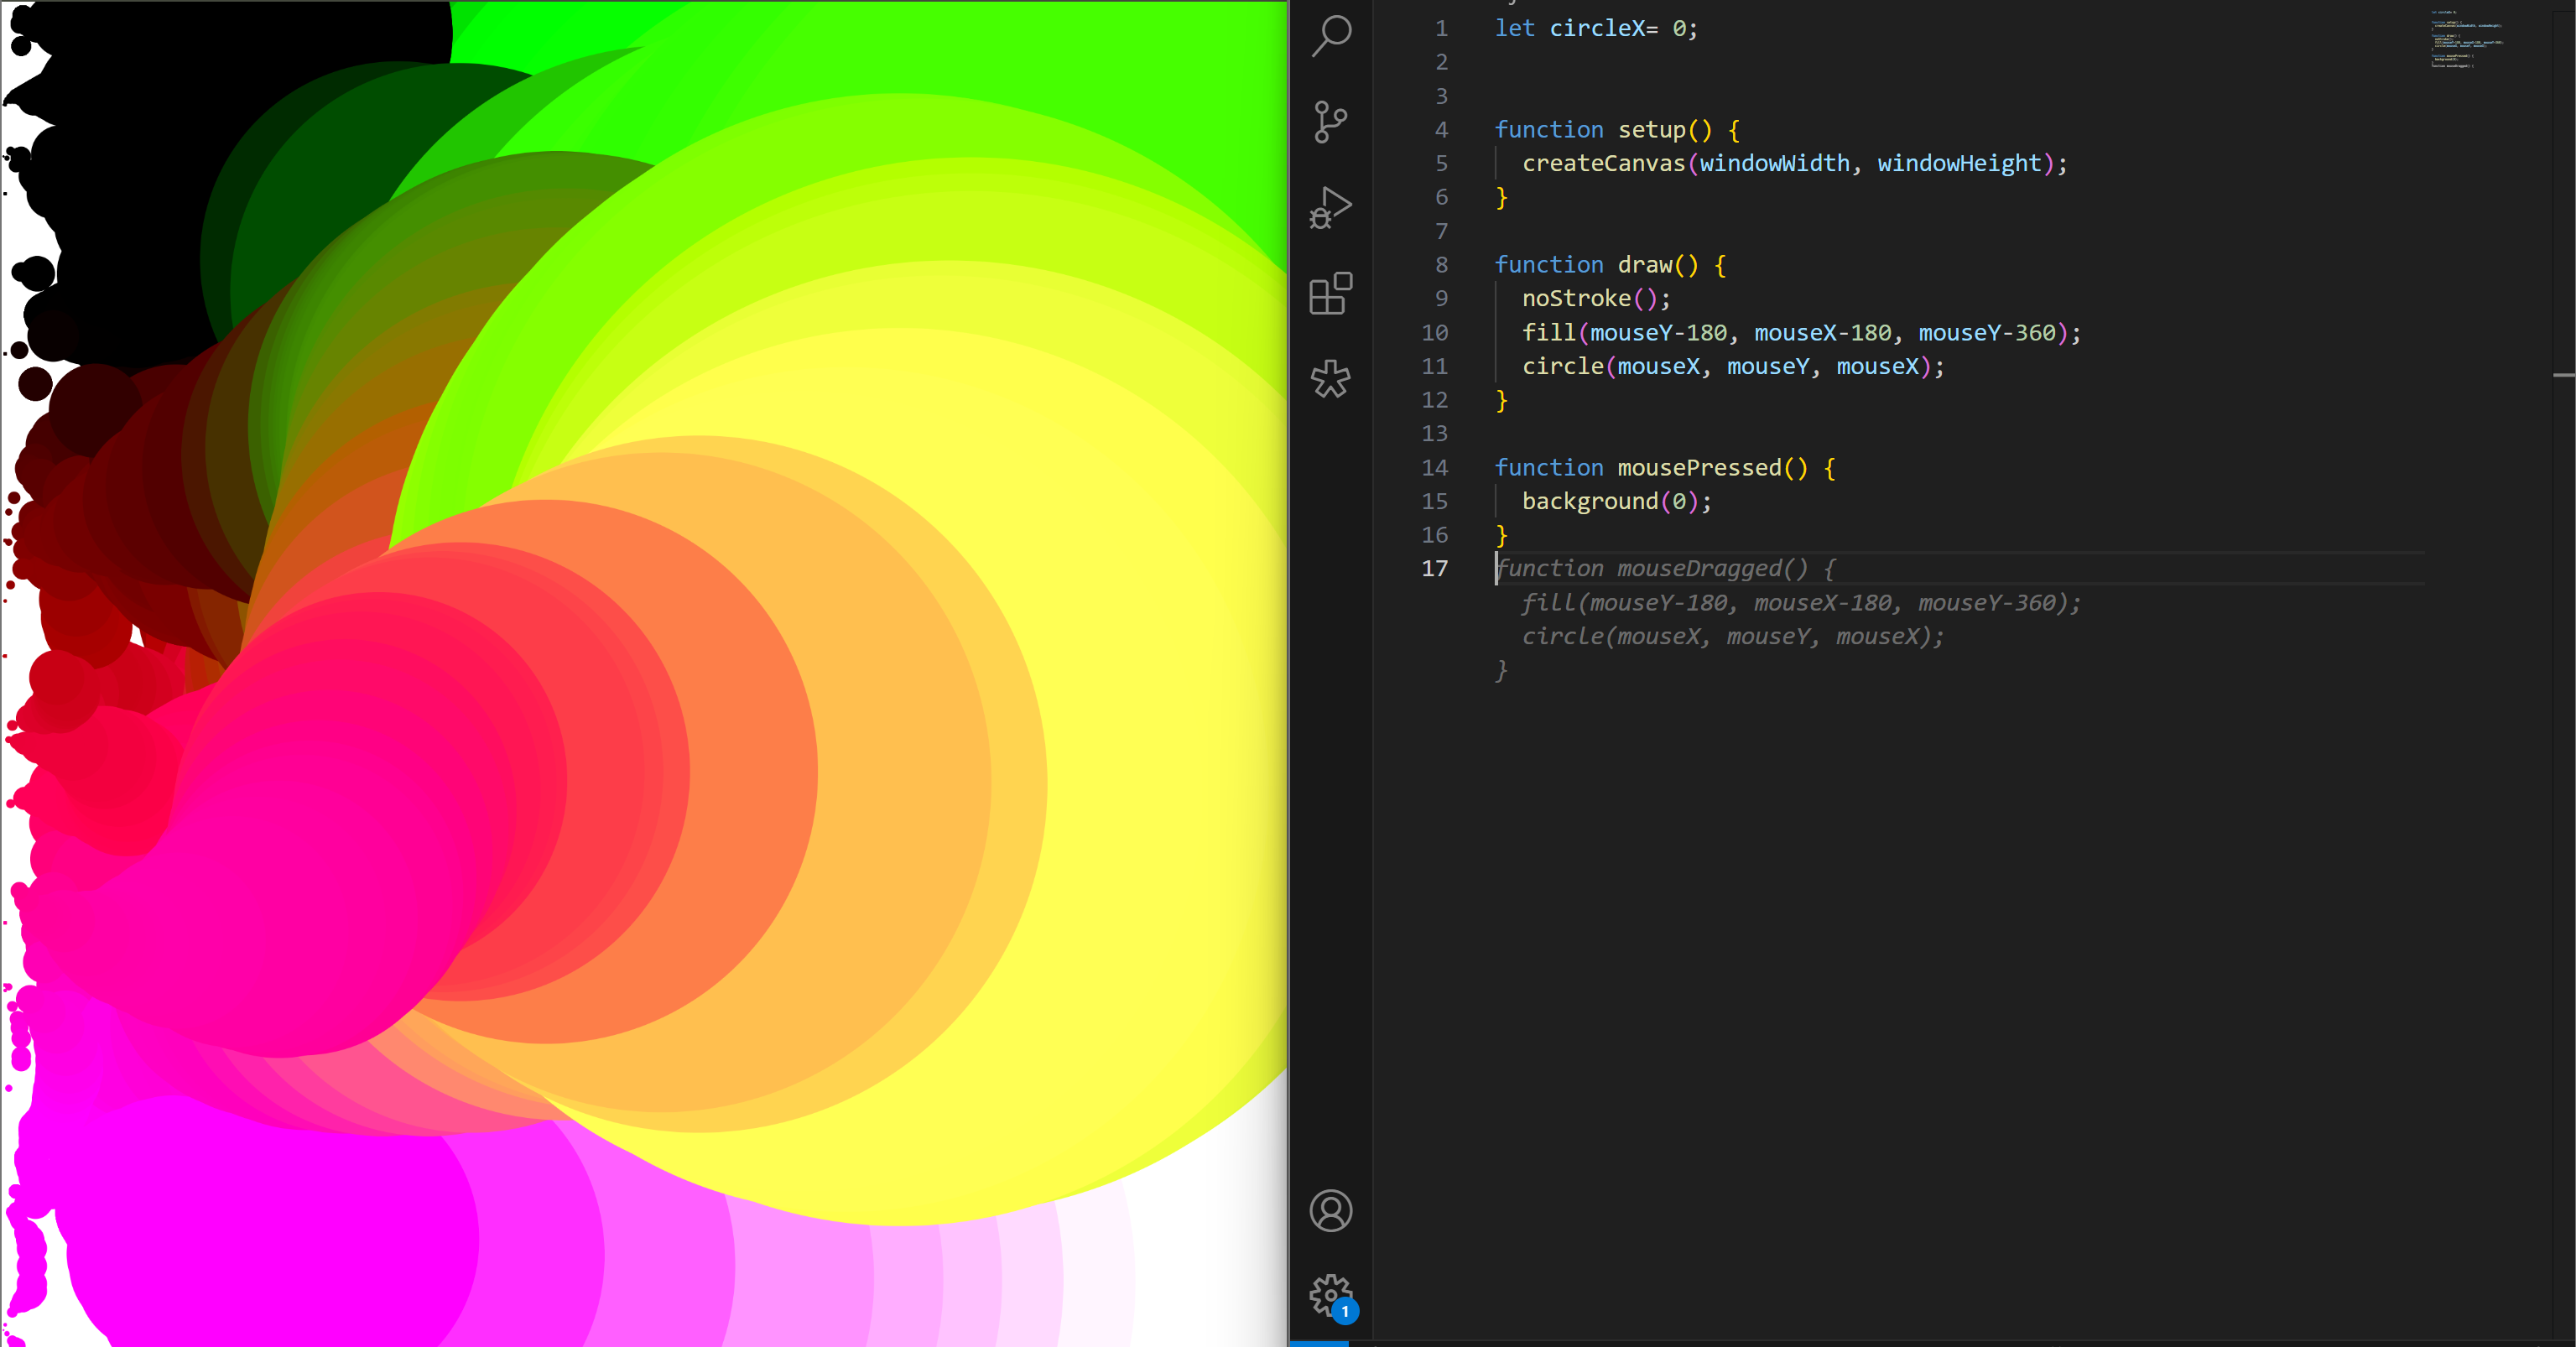 1 let circleX= 0;
2
3
4 function setup() {
5 createCanvas(windowWidth, windowHeight);
6 }
7
8 function draw() {
9 noStroke();
10 fill(mouseY-180, mouseX-180, mouseY-360);
11 circle(mouseX, mouseY, mouseX);
12 }
13
14 function mousePressed() {
15 background(0);
16 }
17 function mouseDragged() {
fill(mouseY-180, mouseX-180, mouseY-360);
circle(mouseX, mouseY, mouseX);
}
1